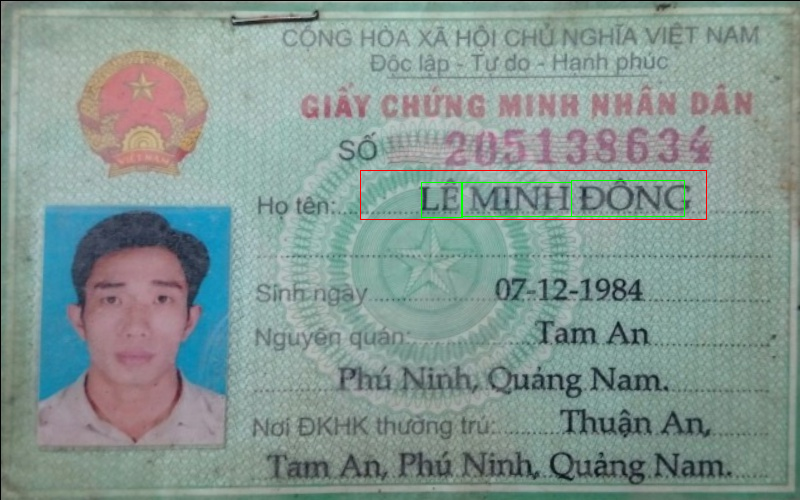 CỘNG HÒA XÃ HỘI CHỦ NGHĨA VIỆT NAM
Độc lập - Tự do - Hạnh phúc
GIẤY CHỨNG MINH NHÂN DÂN
SỐ 205138634
Họ tên: LÊ MINH ĐÔNG
Sinh ngày 07-12-1984
Nguyên quán: Tam An
Phú Ninh, Quảng Nam.
Nơi ĐKHK thường trú: Thuận An,
Tam An, Phú Ninh, Quảng Nam.